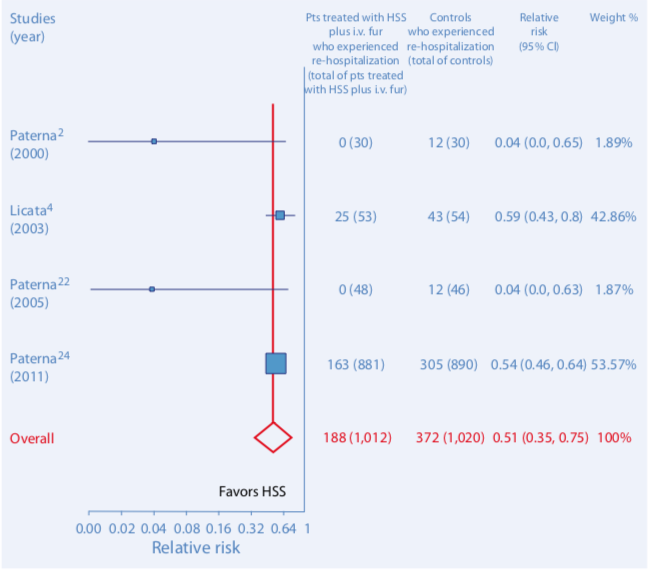 Studies
(year)
Pts treated with HSS
plus i.v. fur
who experienced
re-hospitalization
(total of pts treated
with HSS plus i.v. fur)
Controls
who experienced
re-hospitalization
(total of controls)
Relative
risk
(95% CI)
Weight %
Paterna2
(2000)
0 (30) 12 (30) 0.04 (0.0, 0.65) 1.89%
Licata4
(2003)
25 (53) 43 (54) 0.59 (0.43, 0.8) 42.86%
Paterna22
(2005)
0 (48) 12 (46) 0.04 (0.0, 0.63) 1.87%
Paterna24
(2011)
163 (881) 305 (890) 0.54 (0.46, 0.64) 53.57%
Overall 188 (1,012) 372 (1,020) 0.51 (0.35, 0.75) 100%
Favors HSS
0.00 0.02 0.04 0.08 0.16 0.32 0.64 1
Relative risk